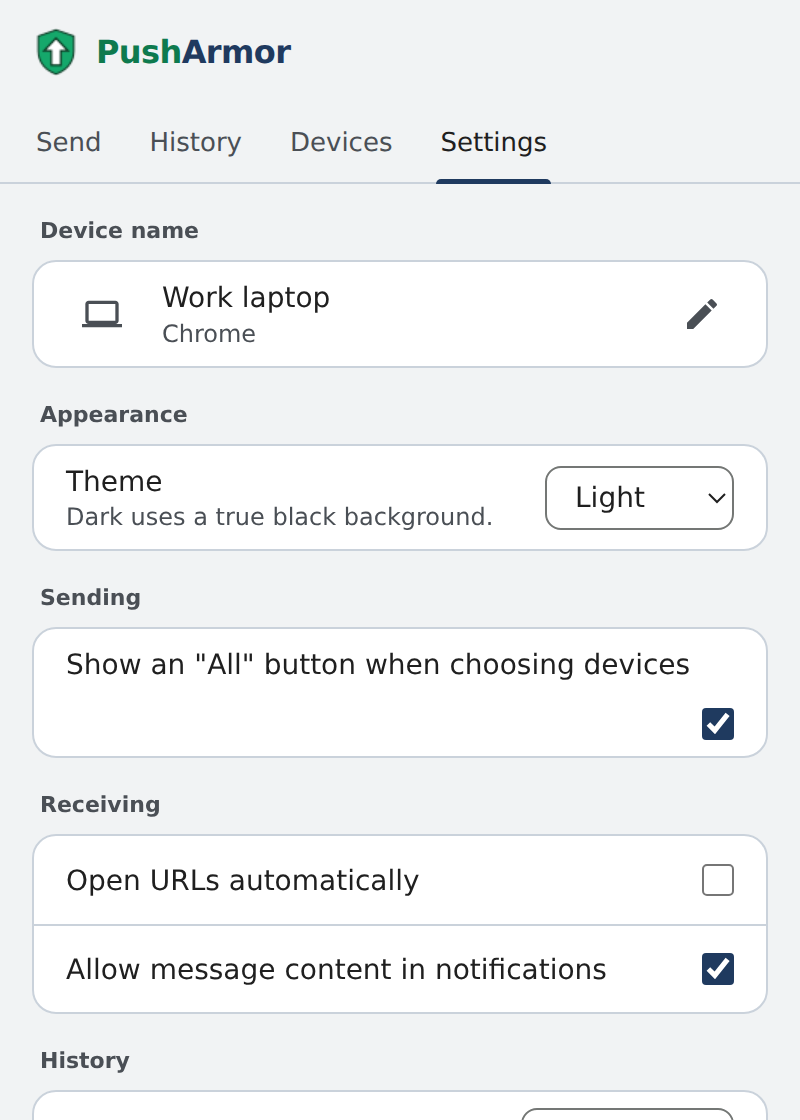 PushArmor
Send History Devices Settings
Device name
Work laptop
Chrome
Appearance
Theme
Dark uses a true black background.
Light
Sending
Show an "All" button when choosing devices
Receiving
Open URLs automatically
Allow message content in notifications
History